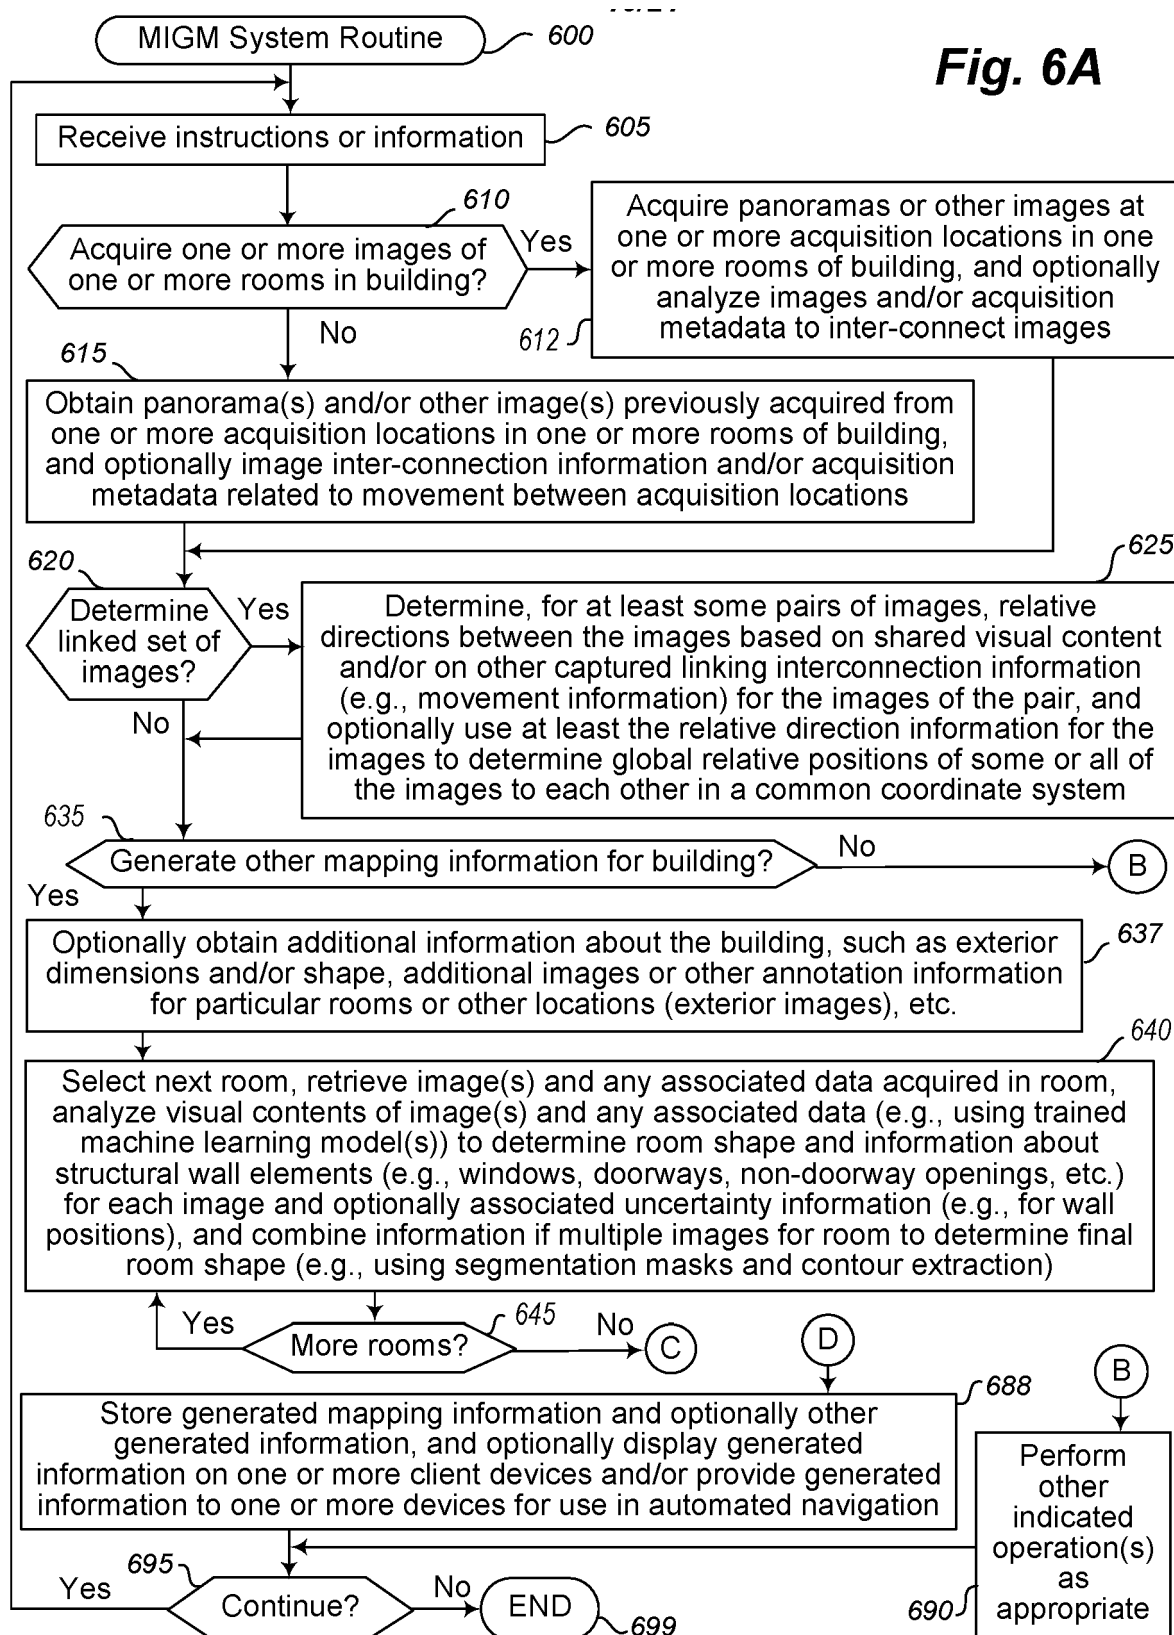 MIGM System Routine
600
Fig. 6A
Receive instructions or information
605
610
Acquire one or more images of
one or more rooms in building?
Yes
No
Acquire panoramas or other images at
one or more acquisition locations in one
or more rooms of building, and optionally
analyze images and/or acquisition
metadata to inter-connect images
612
615
Obtain panorama(s) and/or other image(s) previously acquired from
one or more acquisition locations in one or more rooms of building,
and optionally image inter-connection information and/or acquisition
metadata related to movement between acquisition locations
620
Determine
linked set of
images?
Yes
No
625
Determine, for at least some pairs of images, relative
directions between the images based on shared visual content
and/or on other captured linking interconnection information
(e.g., movement information) for the images of the pair, and
optionally use at least the relative direction information for the
images to determine global relative positions of some or all of
the images to each other in a common coordinate system
635
Generate other mapping information for building?
No
B
Yes
Optionally obtain additional information about the building, such as exterior
dimensions and/or shape, additional images or other annotation information
for particular rooms or other locations (exterior images), etc.
637
640
Select next room, retrieve image(s) and any associated data acquired in room,
analyze visual contents of image(s) and any associated data (e.g., using trained
machine learning model(s)) to determine room shape and information about
structural wall elements (e.g., windows, doorways, non-doorway openings, etc.)
for each image and optionally associated uncertainty information (e.g., for wall
positions), and combine information if multiple images for room to determine final
room shape (e.g., using segmentation masks and contour extraction)
Yes
More rooms?
645
No
C
D
B
688
Store generated mapping information and optionally other
generated information, and optionally display generated
information on one or more client devices and/or provide generated
information to one or more devices for use in automated navigation
Perform
other
indicated
operation(s)
as
appropriate
690
695
Yes
Continue?
No
END
699